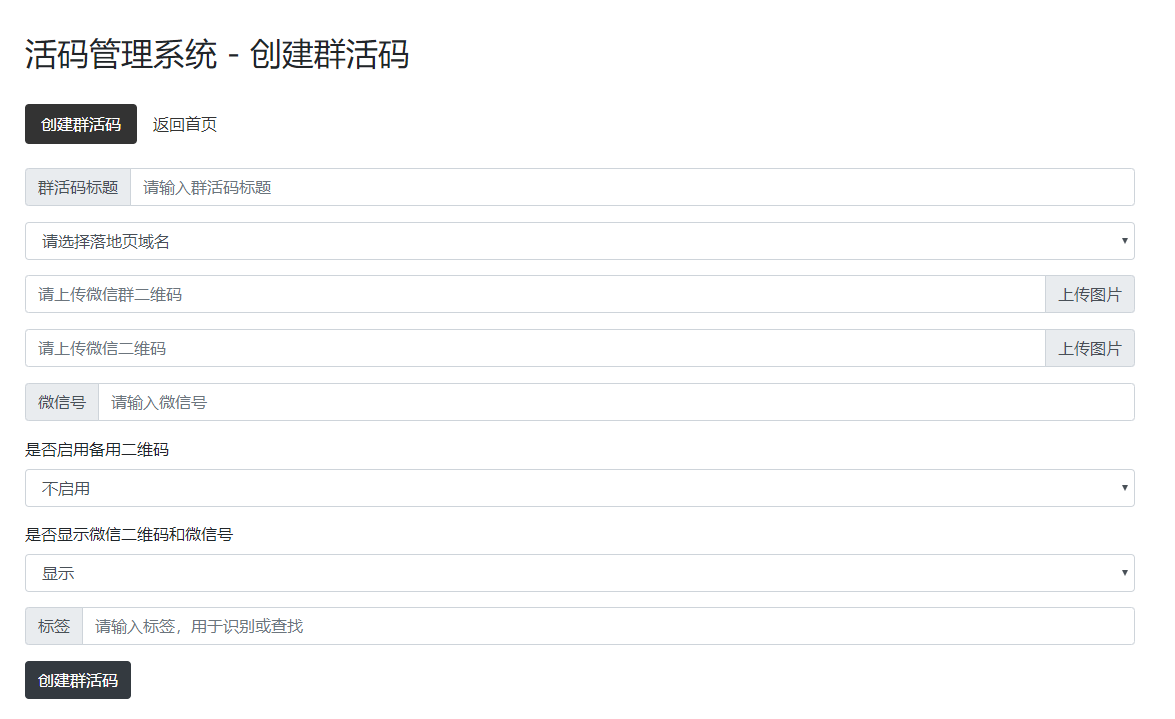 活码管理系统 - 创建群活码
创建群活码 返回首页
群活码标题 请输入群活码标题
请选择落地页域名
请上传微信群二维码 上传图片
请上传微信二维码 上传图片
微信号 请输入微信号
是否启用备用二维码
不启用
是否显示微信二维码和微信号
显示
标签 请输入标签，用于识别或查找
创建群活码